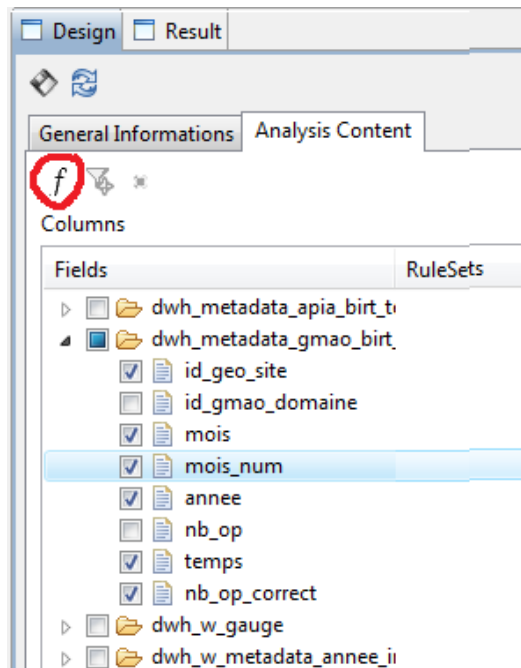 Design Result
General Informations Analysis Content
f
Columns
Fields RuleSets
dwh_metadata_apia_birt_t
dwh_metadata_gmao_birt_
id_geo_site
id_gmao_domaine
mois
mois_num
annee
nb_op
temps
nb_op_correct
dwh_w_gauge
dwh_w_metadata_annee_i